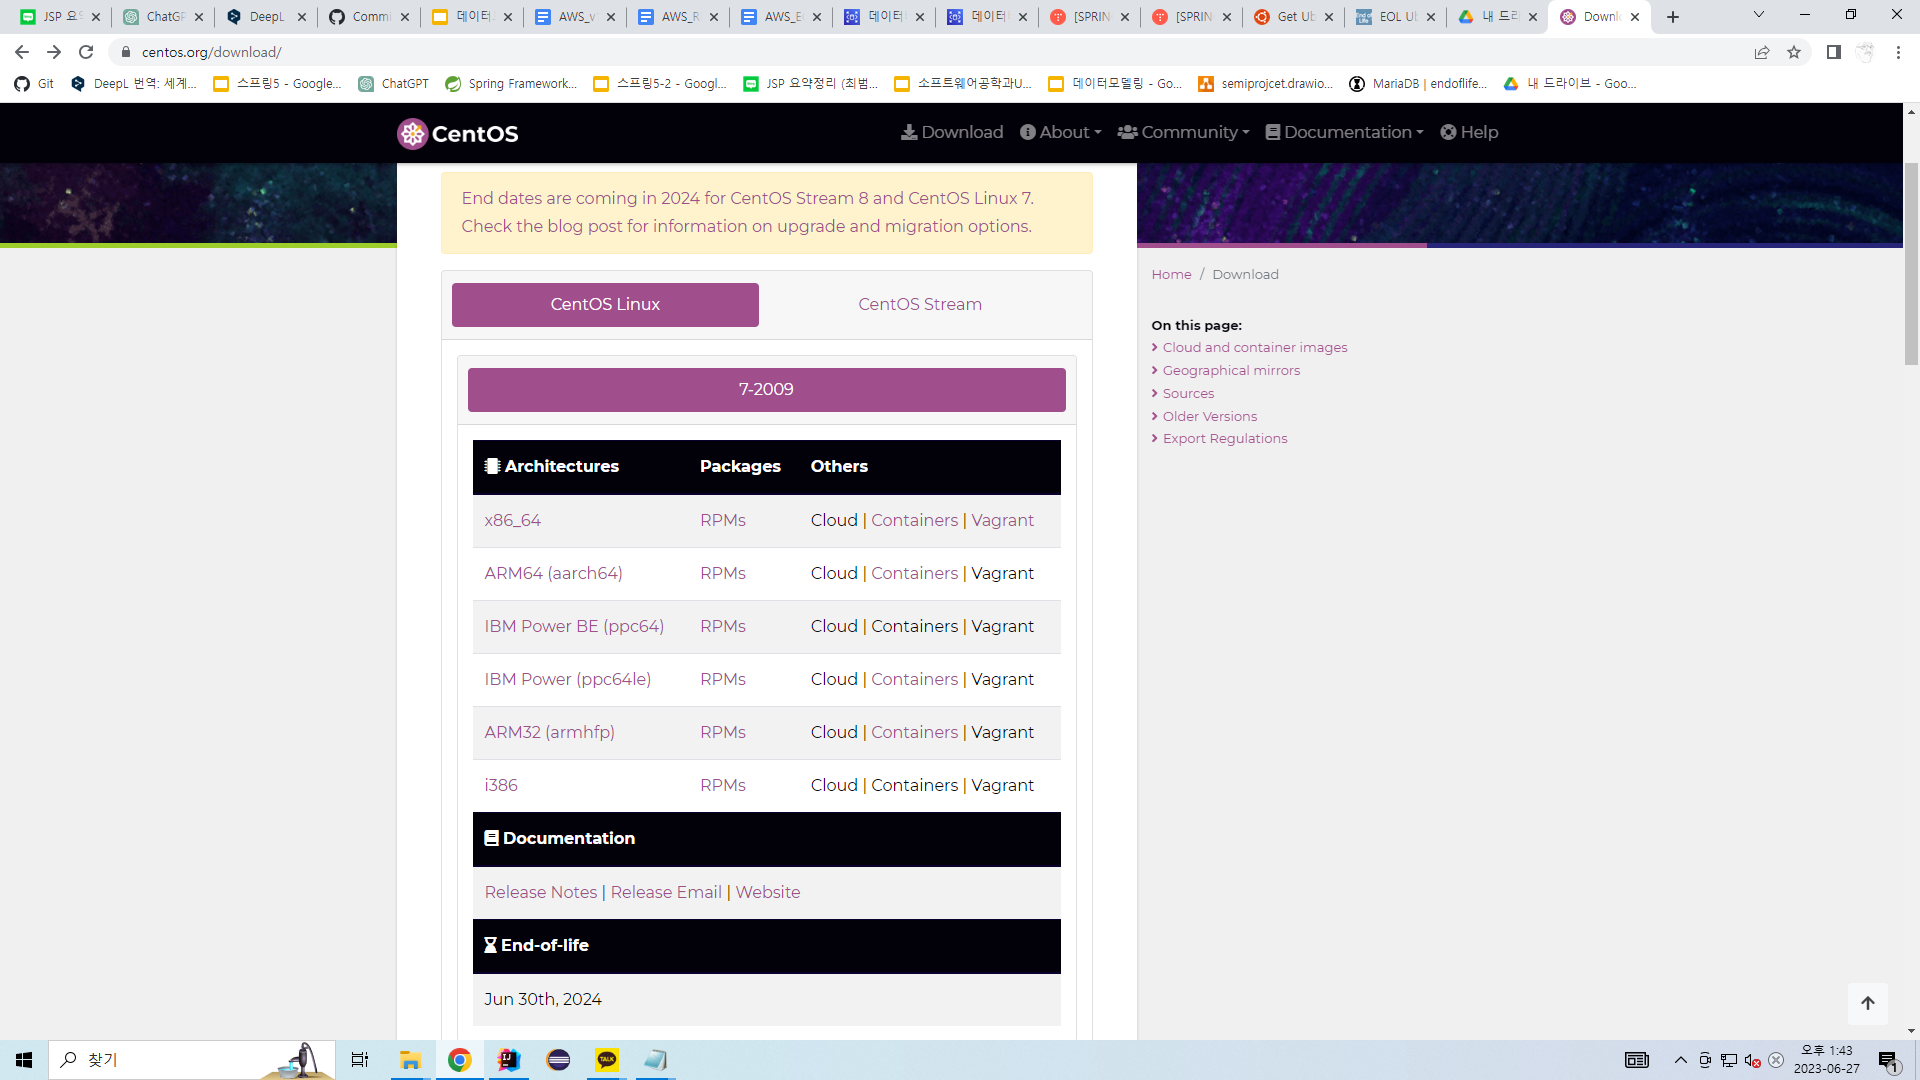 JSP 요
ChatGP
DeepL
Commi
데이터
AWS_v
AWS_R
AWS_E
데이터
데이터
[SPRIN
[SPRIN
Get Ub
EOL Ub
내 드라
Downl
centos.org/download/
Git
DeepL 번역: 세계...
스프링5 - Google...
ChatGPT
Spring Framework...
스프링5-2 - Googl...
JSP 요약정리 (최범...
소프트웨어공학과U...
데이터모델링 - Go...
semiprojcet.drawio...
MariaDB | endoflife...
내 드라이브 - Goo...
CentOS
Download
About
Community
Documentation
Help
End dates are coming in 2024 for CentOS Stream 8 and CentOS Linux 7.
Check the blog post for information on upgrade and migration options.
Home / Download
CentOS Linux
CentOS Stream
On this page:
Cloud and container images
Geographical mirrors
Sources
Older Versions
Export Regulations
7-2009
Architectures Packages Others
x86_64 RPMs Cloud | Containers | Vagrant
ARM64 (aarch64) RPMs Cloud | Containers | Vagrant
IBM Power BE (ppc64) RPMs Cloud | Containers | Vagrant
IBM Power (ppc64le) RPMs Cloud | Containers | Vagrant
ARM32 (armhfp) RPMs Cloud | Containers | Vagrant
i386 RPMs Cloud | Containers | Vagrant
Documentation
Release Notes | Release Email | Website
End-of-life
Jun 30th, 2024
찾기
TALK
오후 1:43
2023-06-27
1